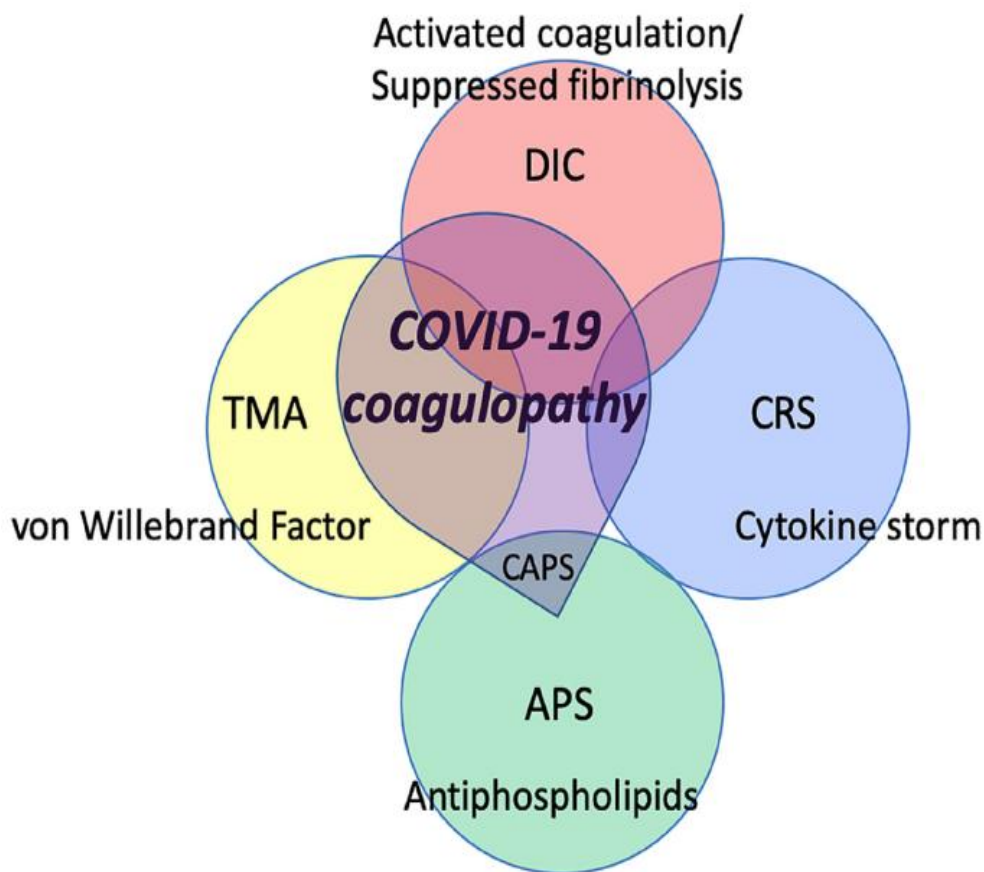 Activated coagulation/
Suppressed fibrinolysis
DIC
COVID-19
coagulopathy
TMA
CRS
von Willebrand Factor
Cytokine storm
CAPS
APS
Antiphospholipids